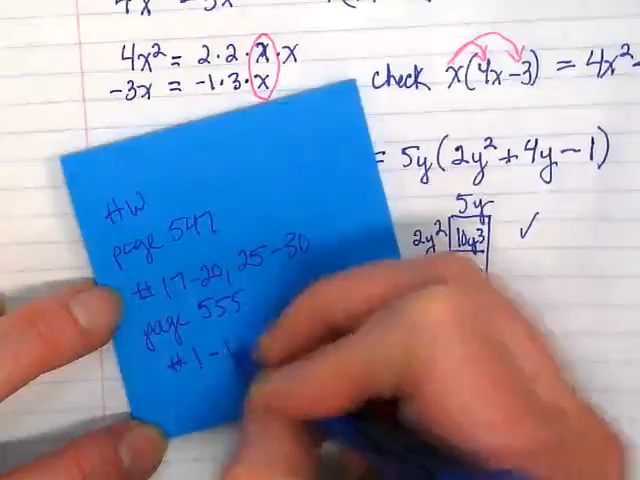 4x² = 2·2·x·x
-3x = -1·3·x
check x(4x-3) = 4x²-
= 5y(2y²+4y-1)
5y
2y² 10y³ ✓
HW
page 547
#17-20, 25-30
page 555
#1-1